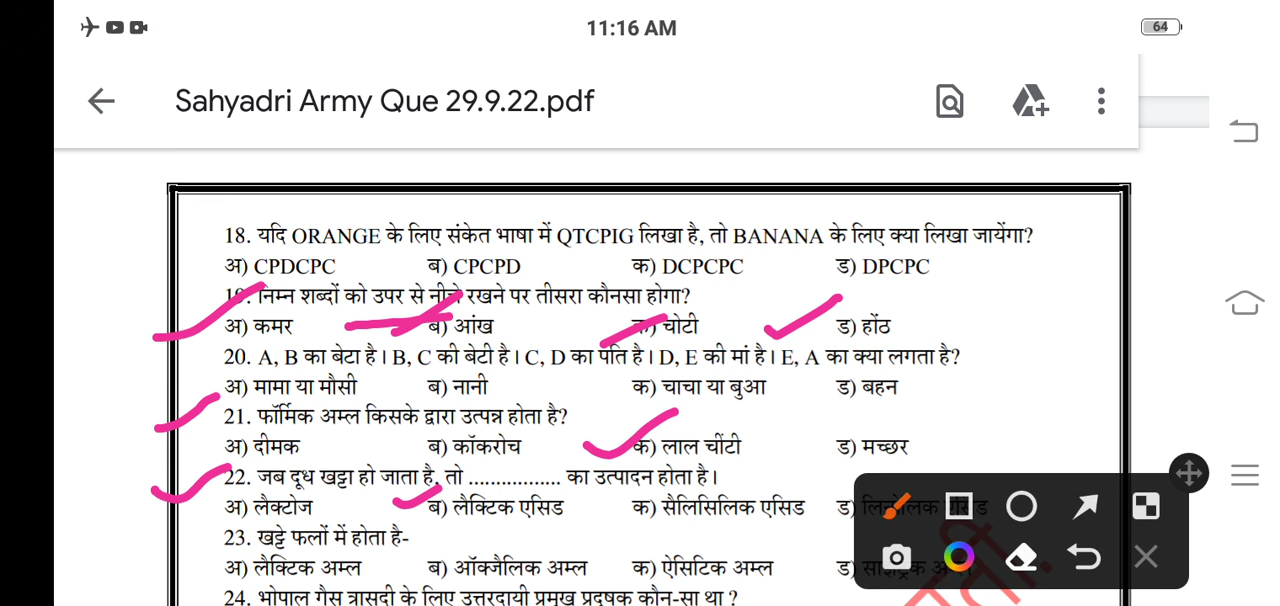 11:16 AM
64
Sahyadri Army Que 29.9.22.pdf
18. यदि ORANGE के लिए संकेत भाषा में QTCPIG लिखा है, तो BANANA के लिए क्या लिखा जायेंगा?
अ) CPDCPC ब) CPCPD क) DCPCPC ड) DPCPC
19. निम्न शब्दों को उपर से नीचे रखने पर तीसरा कौनसा होगा?
अ) कमर ब) आंख क) चोटी ड) होंठ
20. A, B का बेटा है। B, C की बेटी है। C, D का पति है। D, E की मां है। E, A का क्या लगता है?
अ) मामा या मौसी ब) नानी क) चाचा या बुआ ड) बहन
21. फॉर्मिक अम्ल किसके द्वारा उत्पन्न होता है?
अ) दीमक ब) कॉकरोच क) लाल चींटी ड) मच्छर
22. जब दूध खट्टा हो जाता है, तो ................. का उत्पादन होता है।
अ) लैक्टोज ब) लैक्टिक एसिड क) सैलिसिलिक एसिड ड)
23. खट्टे फलों में होता है-
अ) लैक्टिक अम्ल ब) ऑक्जैलिक अम्ल क) ऐसिटिक अम्ल ड)
24. भोपाल गैस त्रासदी के लिए उत्तरदायी प्रमुख प्रदूषक कौन-सा था ?